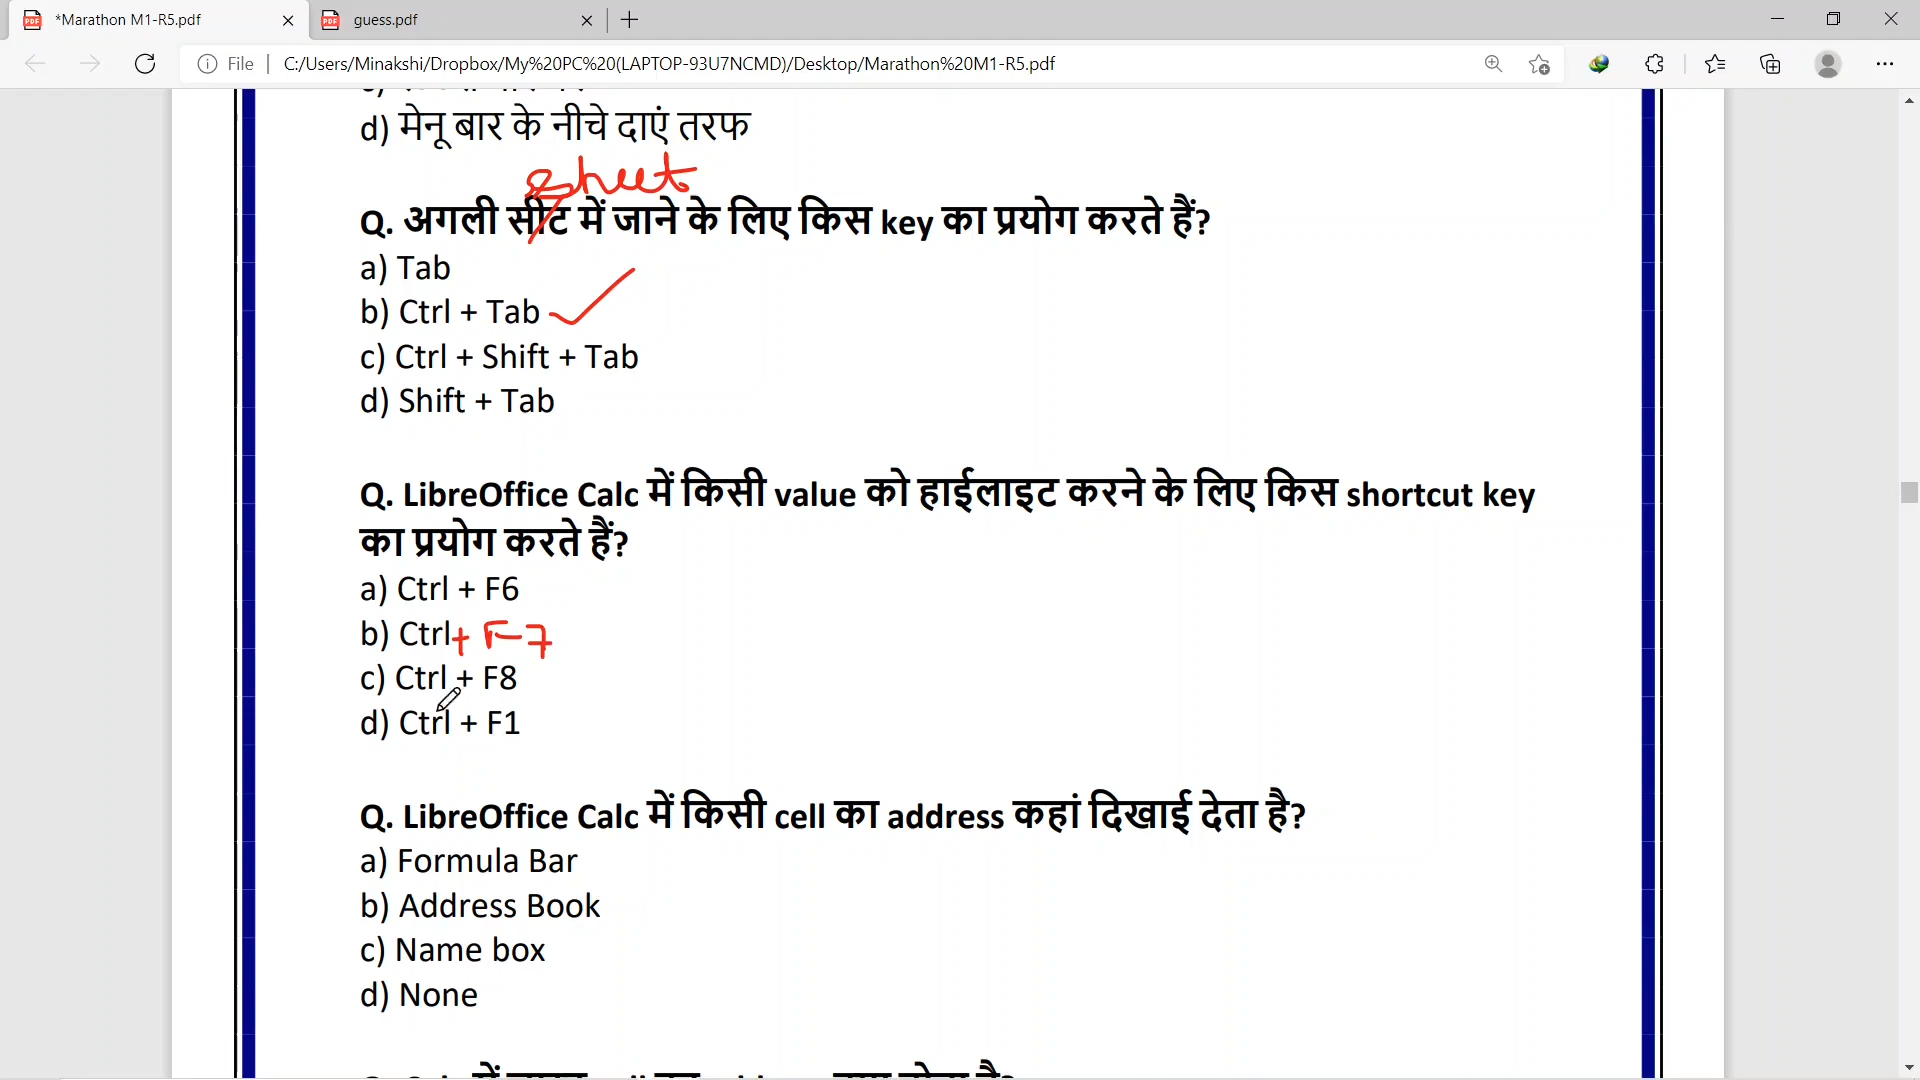 *Marathon M1-R5.pdf
guess.pdf
File
C:/Users/Minakshi/Dropbox/My%20PC%20(LAPTOP-93U7NCMD)/Desktop/Marathon%20M1-R5.pdf
d) मेनू बार के नीचे दाएं तरफ
sheet
Q. अगली सीट में जाने के लिए किस key का प्रयोग करते हैं?
a) Tab
b) Ctrl + Tab
c) Ctrl + Shift + Tab
d) Shift + Tab
Q. LibreOffice Calc में किसी value को हाईलाइट करने के लिए किस shortcut key
का प्रयोग करते हैं?
a) Ctrl + F6
b) Ctrl + F-7
c) Ctrl + F8
d) Ctrl + F1
Q. LibreOffice Calc में किसी cell का address कहां दिखाई देता है?
a) Formula Bar
b) Address Book
c) Name box
d) None